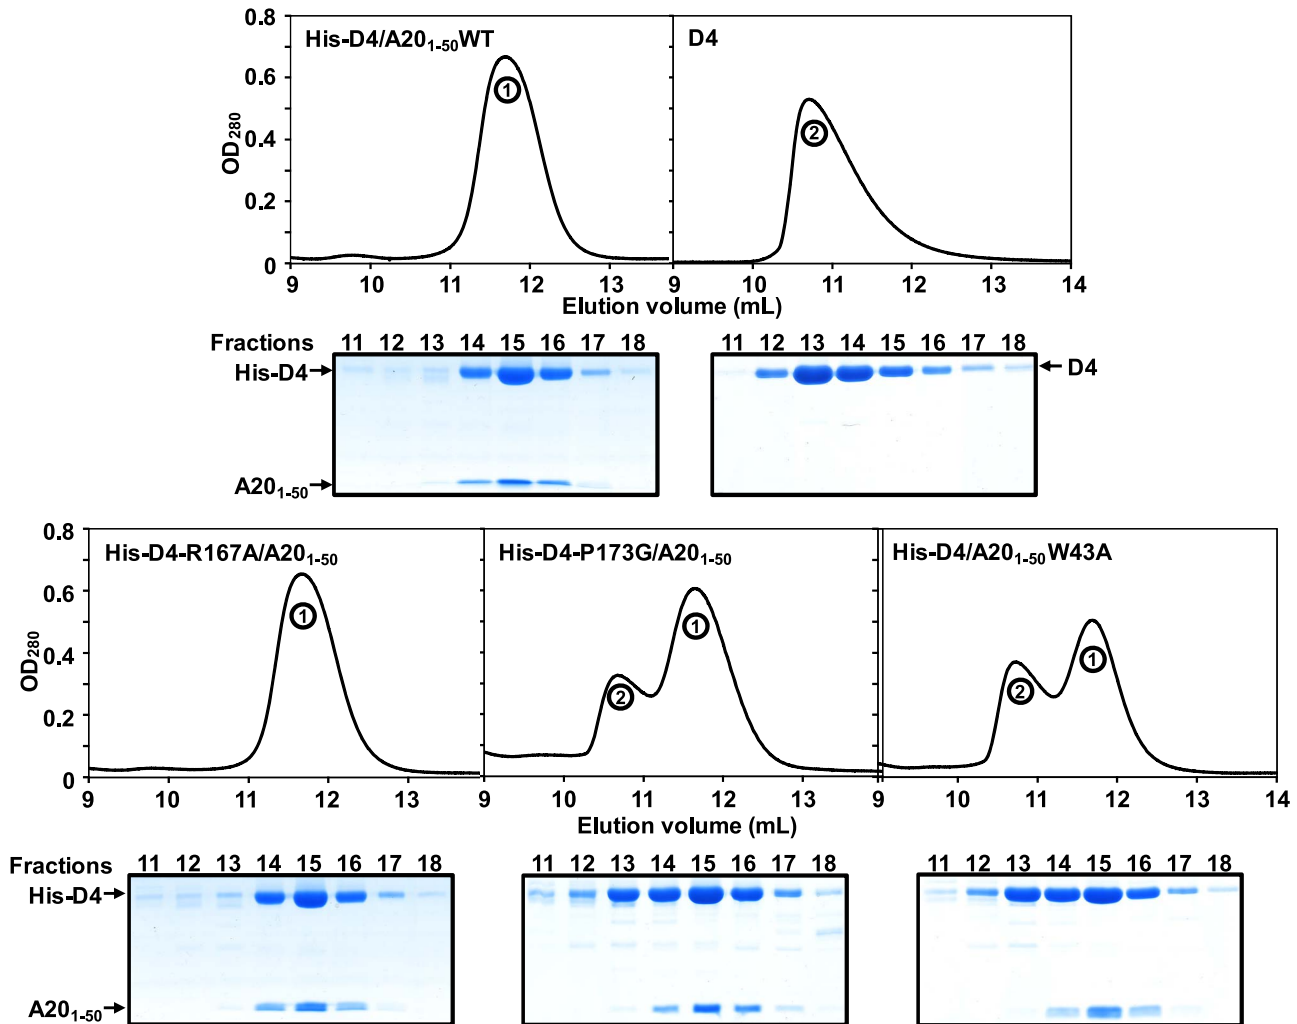 His-D4/A20₁₋₅₀WT
D4
0.8
0.6
0.4
0.2
0
OD₂₈₀
①
②
9 10 11 12 13
9 10 11 12 13 14
Elution volume (mL)
Fractions 11 12 13 14 15 16 17 18
11 12 13 14 15 16 17 18
His-D4
D4
A20₁₋₅₀
His-D4-R167A/A20₁₋₅₀
His-D4-P173G/A20₁₋₅₀
His-D4/A20₁₋₅₀W43A
0.8
0.6
0.4
0.2
0
OD₂₈₀
①
② ①
② ①
9 10 11 12 13
9 10 11 12 13
9 10 11 12 13 14
Elution volume (mL)
Fractions 11 12 13 14 15 16 17 18
11 12 13 14 15 16 17 18
11 12 13 14 15 16 17 18
His-D4
A20₁₋₅₀